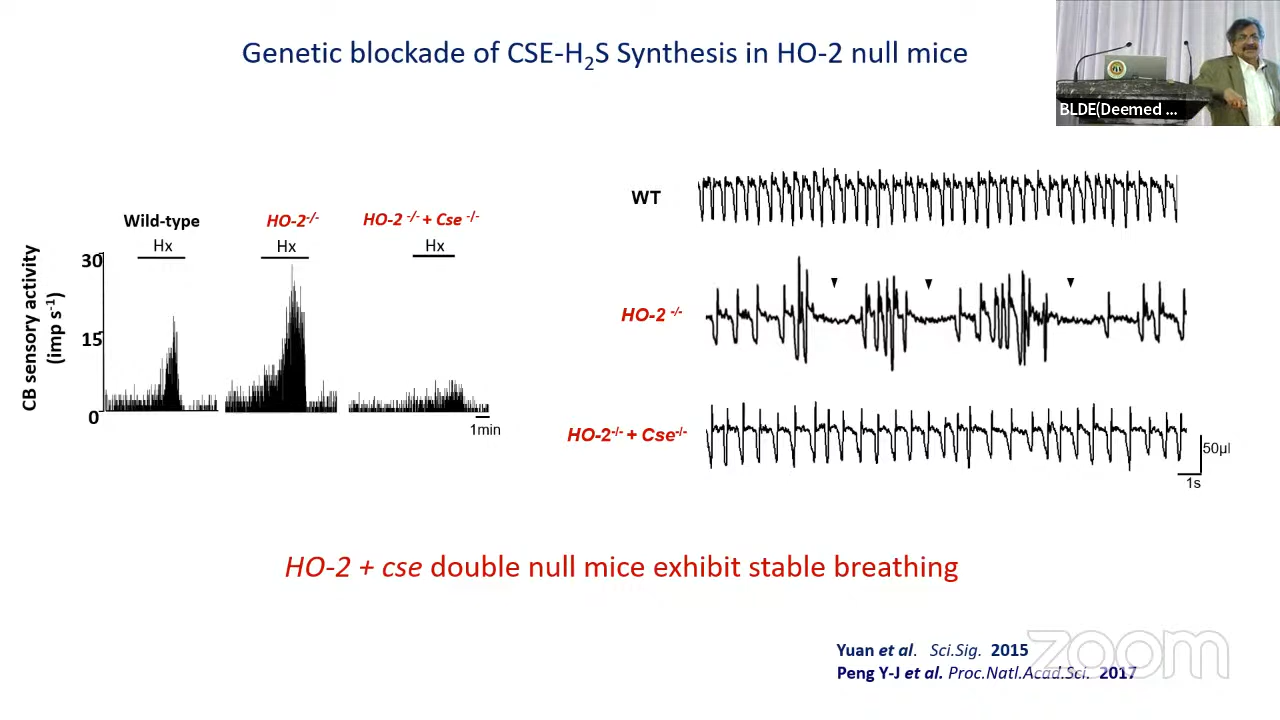 Genetic blockade of CSE-H₂S Synthesis in HO-2 null mice
BLDE(Deemed ...
Wild-type
HO-2⁻/⁻
HO-2 ⁻/⁻ + Cse ⁻/⁻
Hx
Hx
Hx
CB sensory activity
(imp s⁻¹)
30
15
0
1min
WT
HO-2 ⁻/⁻
HO-2⁻/⁻ + Cse⁻/⁻
50µl
1s
HO-2 + cse double null mice exhibit stable breathing
Yuan et al. Sci.Sig. 2015
Peng Y-J et al. Proc.Natl.Acad.Sci. 2017
zoom